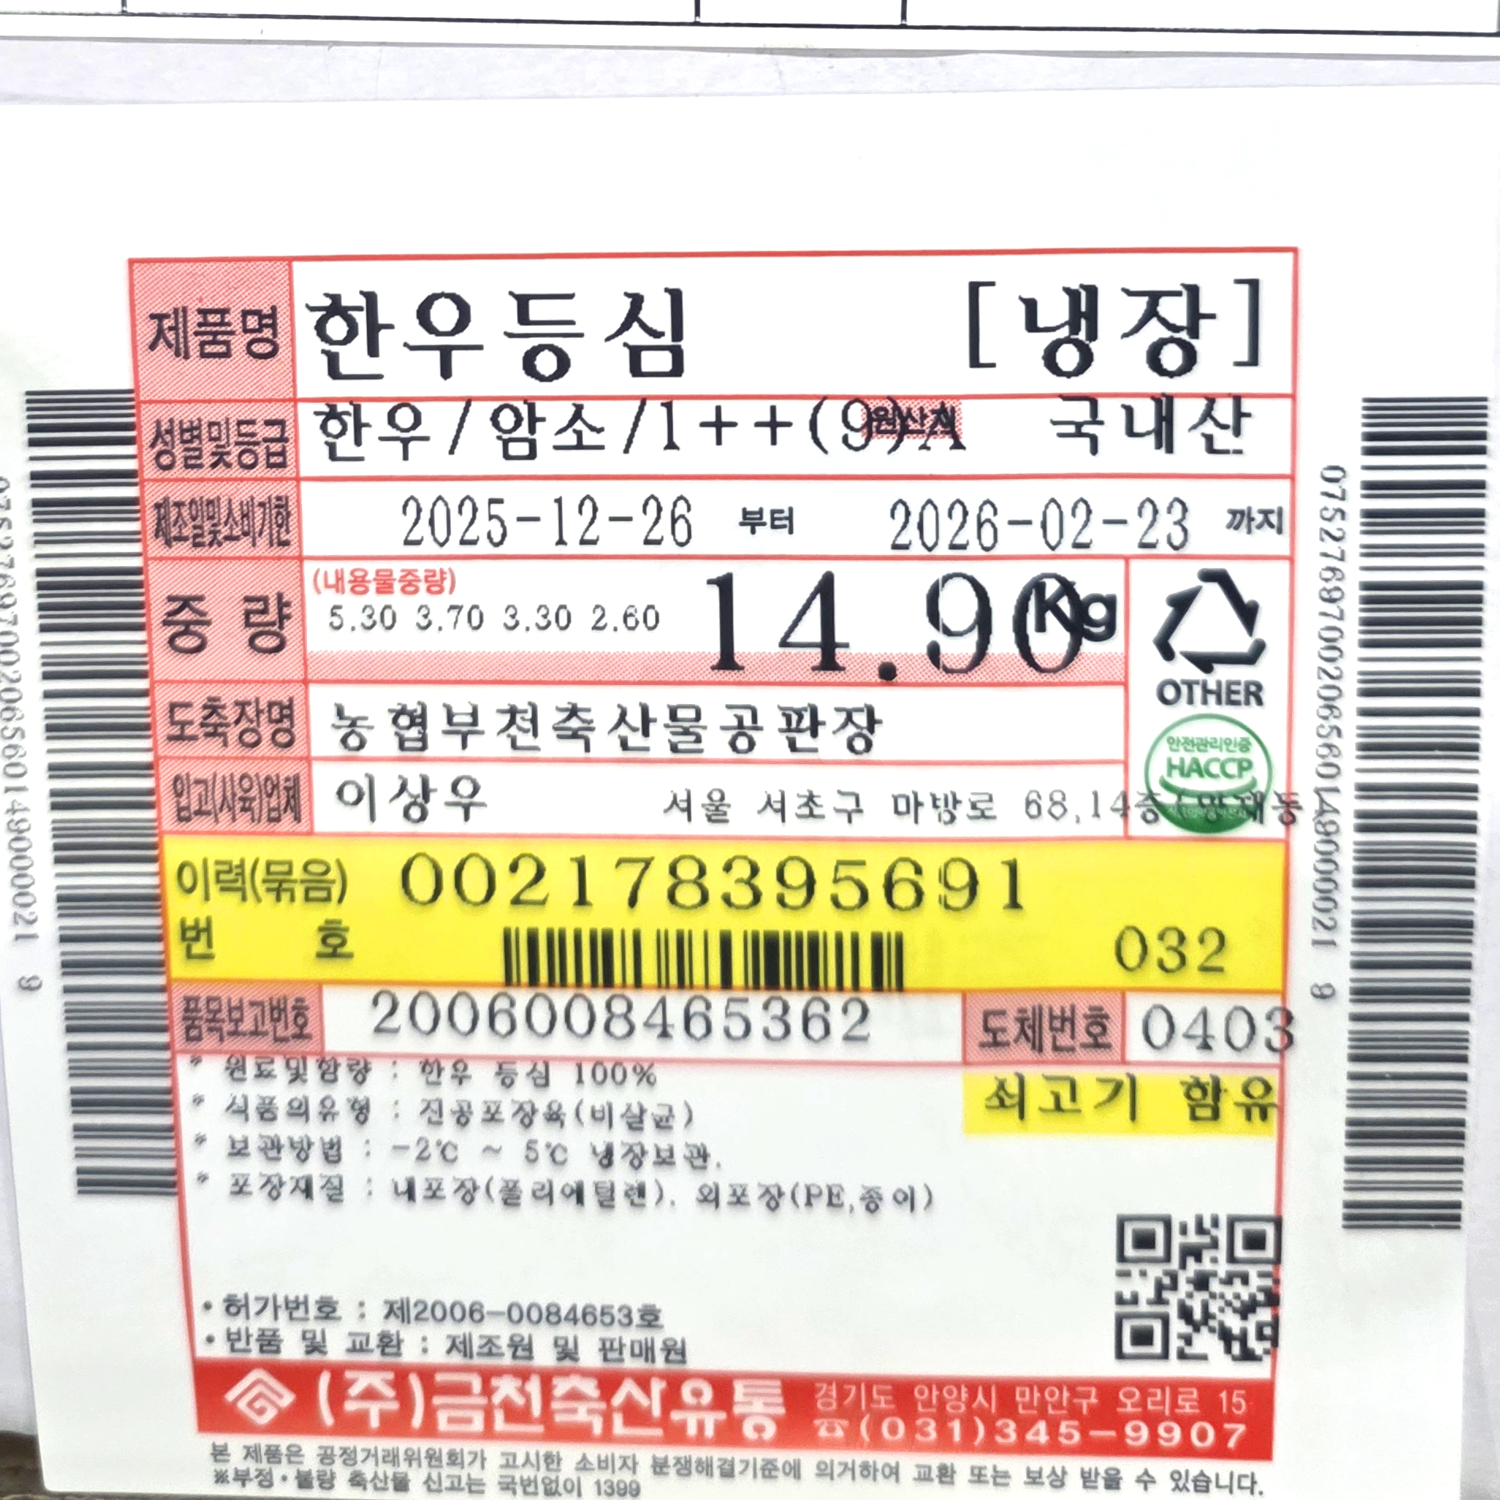 제품명 한우등심 [냉장]
성별및등급 한우/암소/1++(9)A 원산지 국내산
제조일및소비기한 2025-12-26 부터 2026-02-23 까지
중 량 (내용물중량) 5.30 3.70 3.30 2.60 14.90 Kg
OTHER
도축장명 농협부천축산물공판장
안전관리인증
HACCP
입고(사육)업체 이상우 서울 서초구 마방로 68,14층(양재동
이력(묶음) 002178395691
번 호 032
품목보고번호 2006008465362 도체번호 0403
* 원료및함량 : 한우 등심 100%
쇠고기 함유
* 식품의유형 : 진공포장육(비살균)
* 보관방법 : -2℃ ~ 5℃ 냉장보관.
* 포장재질 : 내포장(폴리에틸렌). 외포장(PE,종이)
• 허가번호 : 제2006-0084653호
• 반품 및 교환 : 제조원 및 판매원
(주)금천축산유통 경기도 안양시 만안구 오리로 15
☎(031)345-9907
본 제품은 공정거래위원회가 고시한 소비자 분쟁해결기준에 의거하여 교환 또는 보상 받을 수 있습니다.
※부정·불량 축산물 신고는 국번없이 1399